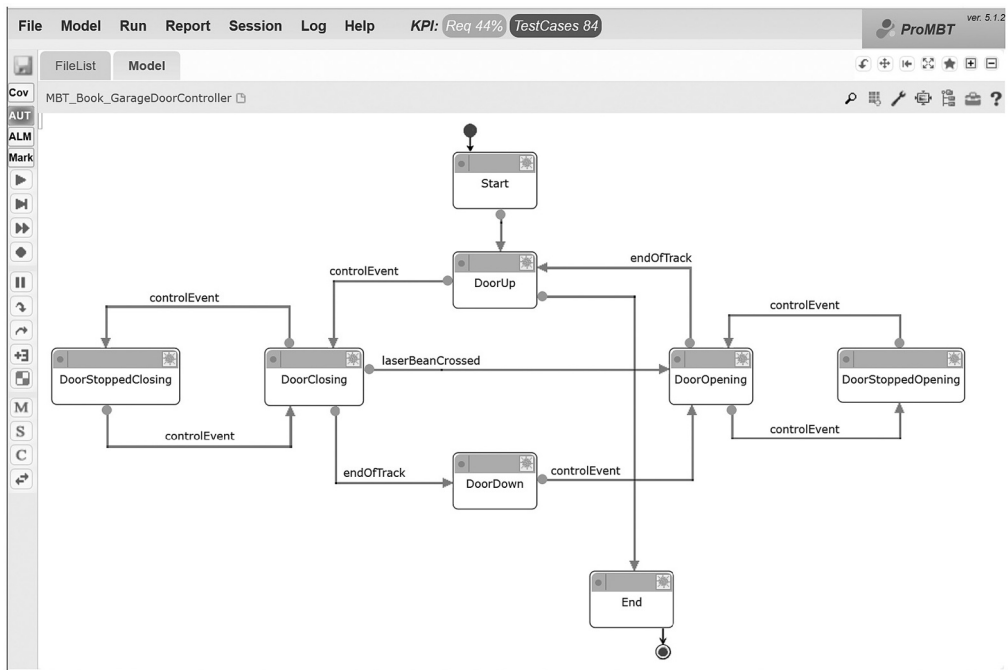 File Model Run Report Session Log Help KPI: Req 44% TestCases 84 ver. 5.1.2
ProMBT
FileList Model
Cov
MBT_Book_GarageDoorController
AUT
ALM
Mark
Start
DoorUp
endOfTrack
controlEvent
controlEvent
controlEvent
DoorStoppedClosing
DoorClosing
laserBeanCrossed
DoorOpening
DoorStoppedOpening
controlEvent
controlEvent
endOfTrack
DoorDown
controlEvent
M
S
C
End